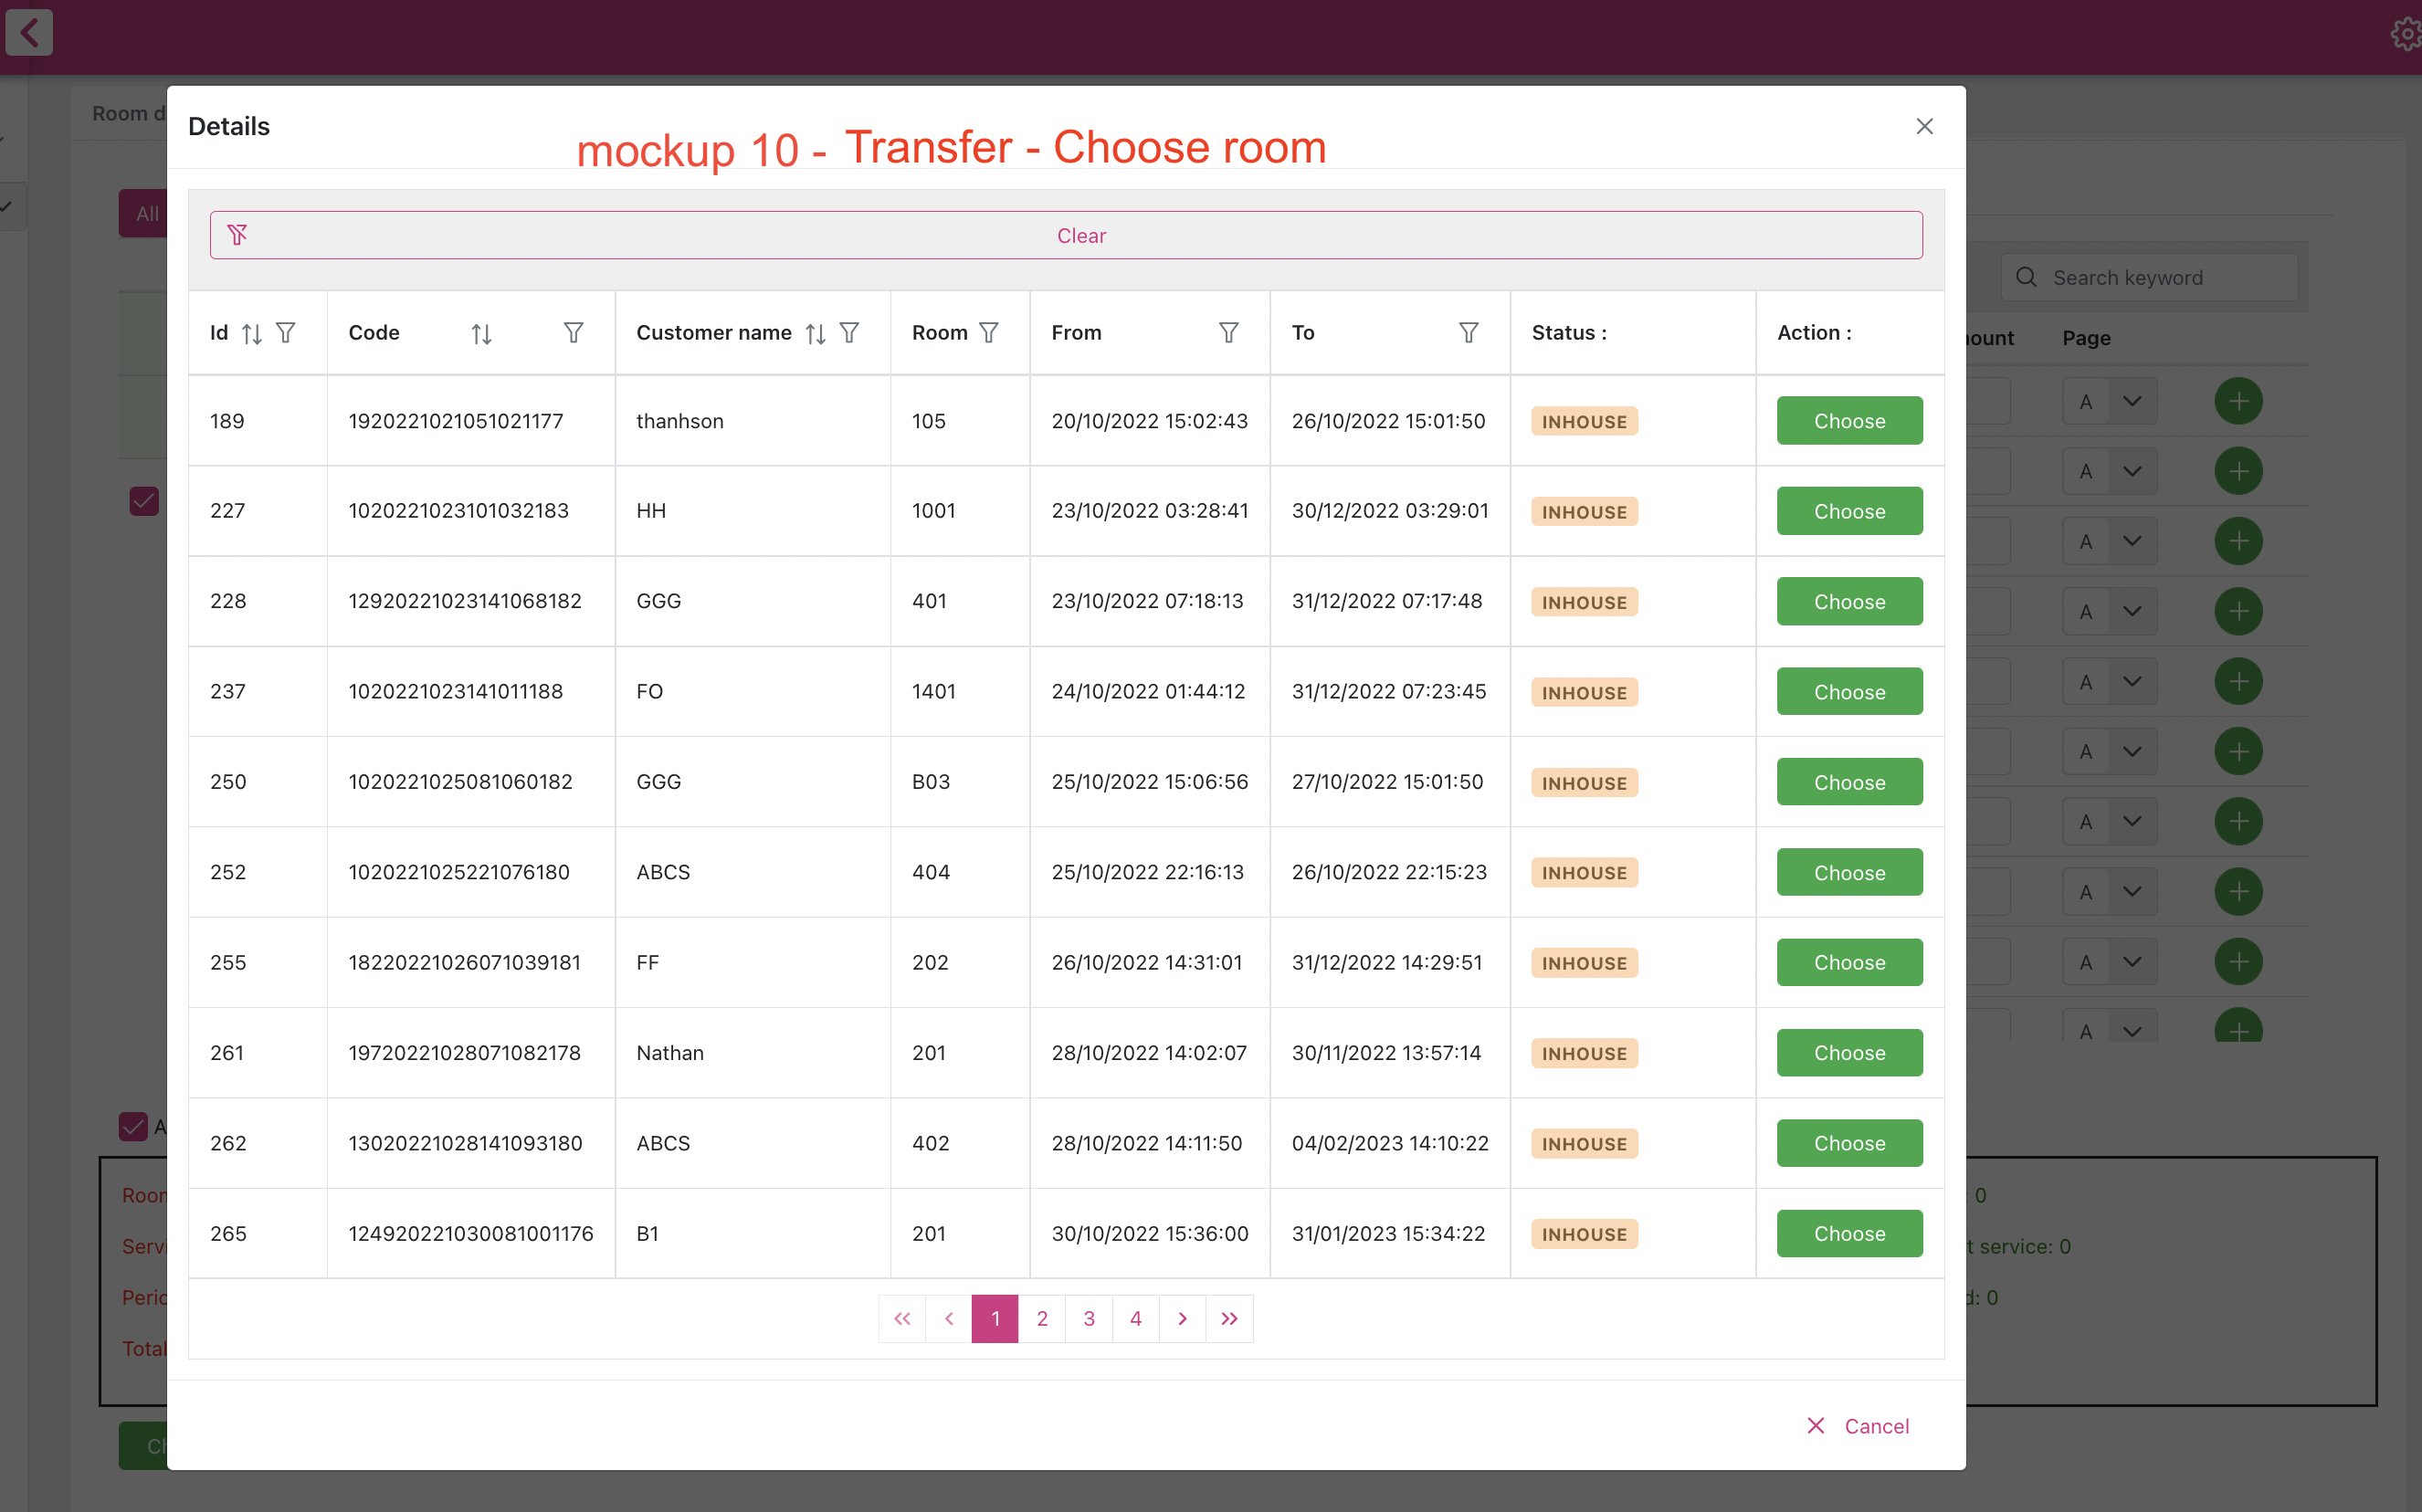 Room d
Details
mockup 10 - Transfer - Choose room
All
Clear
Search keyword
Id Code Customer name Room From To Status : Action :
ount Page
189 1920221021051021177 thanhson 105 20/10/2022 15:02:43 26/10/2022 15:01:50 INHOUSE Choose
A
A
227 1020221023101032183 HH 1001 23/10/2022 03:28:41 30/12/2022 03:29:01 INHOUSE Choose
A
228 12920221023141068182 GGG 401 23/10/2022 07:18:13 31/12/2022 07:17:48 INHOUSE Choose
A
237 1020221023141011188 FO 1401 24/10/2022 01:44:12 31/12/2022 07:23:45 INHOUSE Choose
A
A
250 1020221025081060182 GGG B03 25/10/2022 15:06:56 27/10/2022 15:01:50 INHOUSE Choose
A
252 1020221025221076180 ABCS 404 25/10/2022 22:16:13 26/10/2022 22:15:23 INHOUSE Choose
A
255 18220221026071039181 FF 202 26/10/2022 14:31:01 31/12/2022 14:29:51 INHOUSE Choose
A
A
261 19720221028071082178 Nathan 201 28/10/2022 14:02:07 30/11/2022 13:57:14 INHOUSE Choose
A
262 13020221028141093180 ABCS 402 28/10/2022 14:11:50 04/02/2023 14:10:22 INHOUSE Choose
Room : 0
265 124920221030081001176 B1 201 30/10/2022 15:36:00 31/01/2023 15:34:22 INHOUSE Choose
Servi t service: 0
Perio d: 0
1 2 3 4
Total
Cancel
Ch